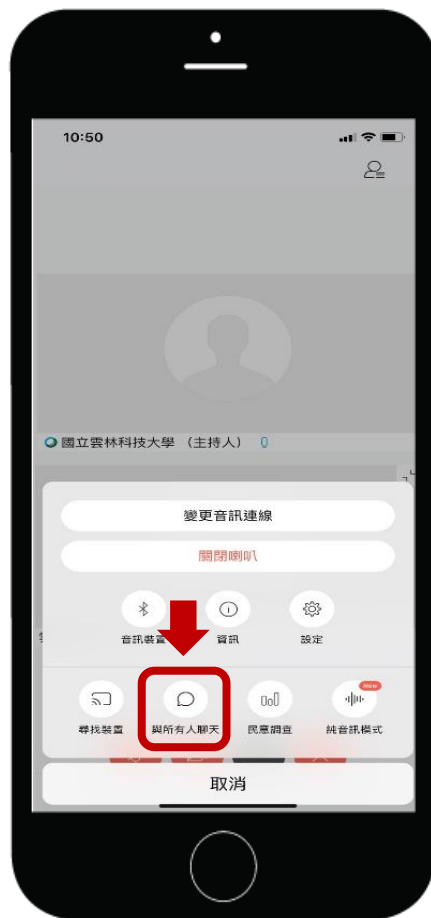 10:50
國立雲林科技大學 (主持人)
變更音訊連線
關閉喇叭
音訊裝置 資訊 設定
New
尋找裝置 與所有人聊天 民意調查 純音訊模式
取消